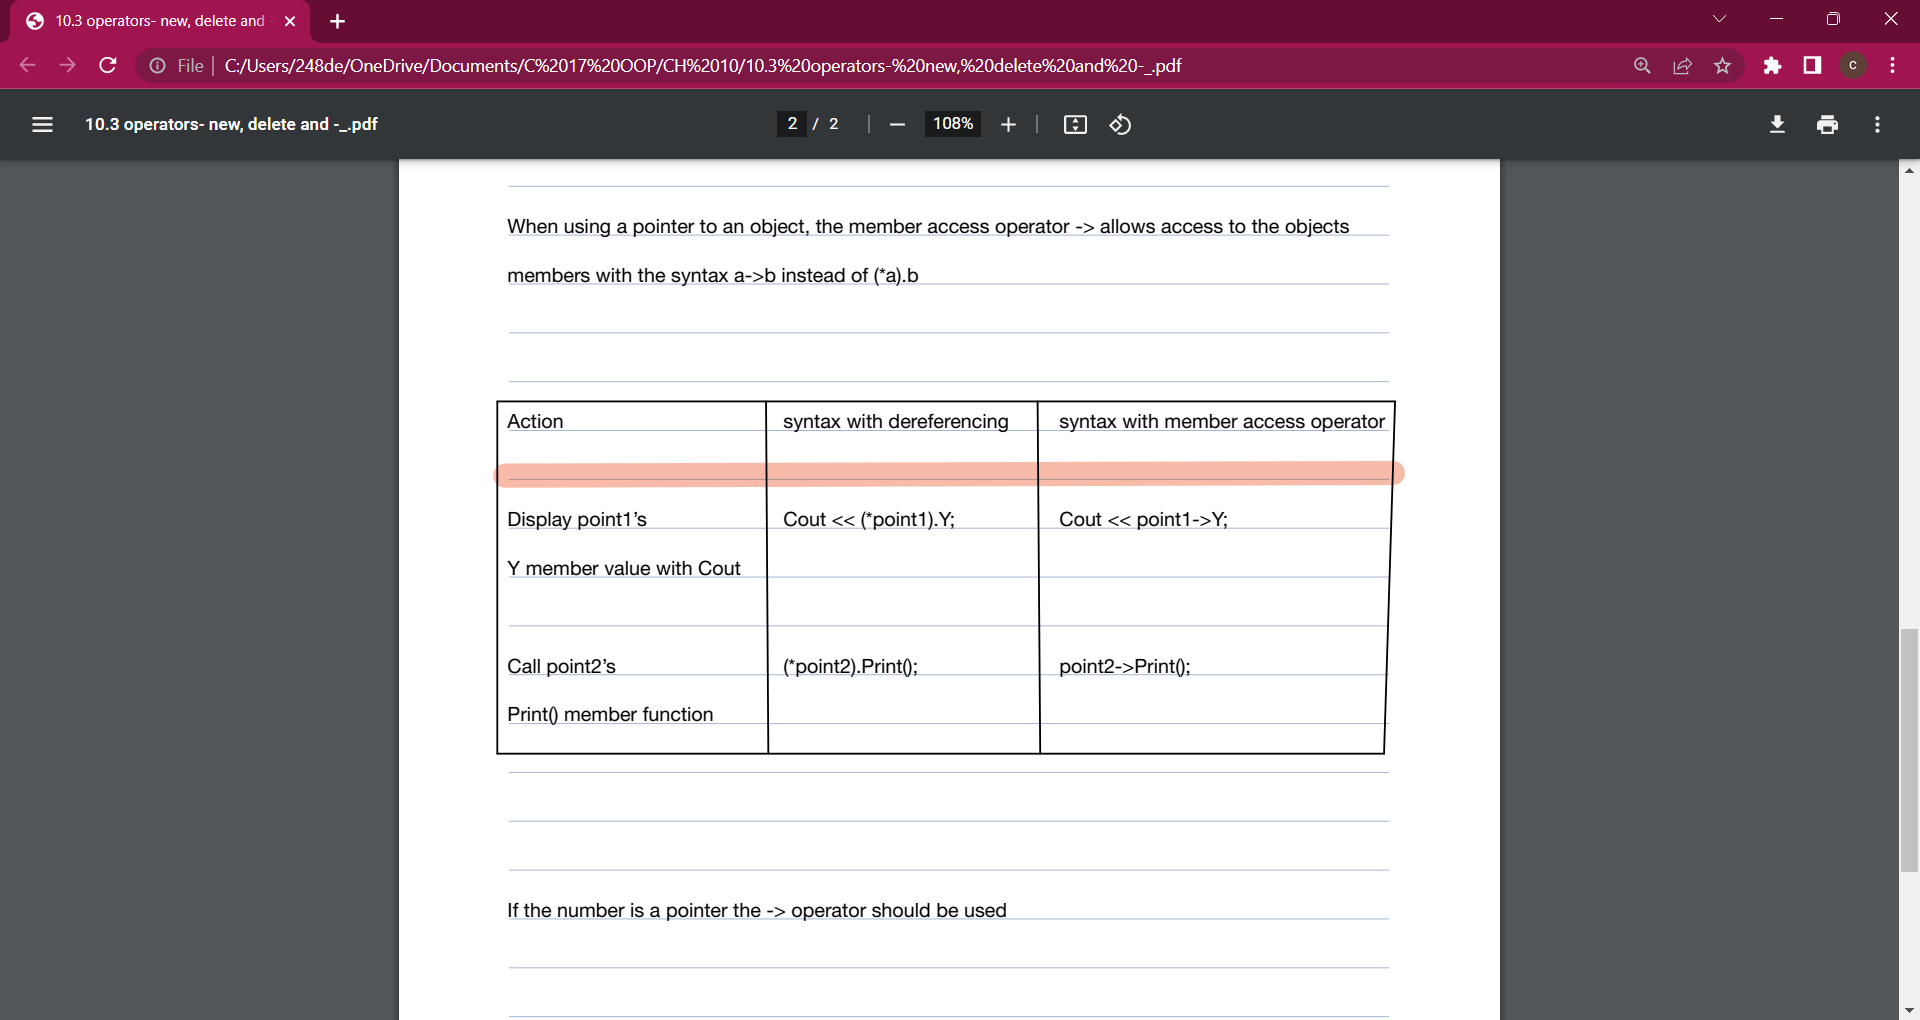 10.3 operators- new, delete and -
File
C:/Users/248de/OneDrive/Documents/C%2017%20OOP/CH%2010/10.3%20operators-%20new,%20delete%20and%20-_.pdf
C
10.3 operators- new, delete and -_.pdf
2 / 2
108%
When using a pointer to an object, the member access operator -> allows access to the objects
members with the syntax a->b instead of (*a).b
Action syntax with dereferencing syntax with member access operator
Display point1’s Cout << (*point1).Y; Cout << point1->Y;
Y member value with Cout
Call point2’s (*point2).Print(); point2->Print();
Print() member function
If the number is a pointer the -> operator should be used